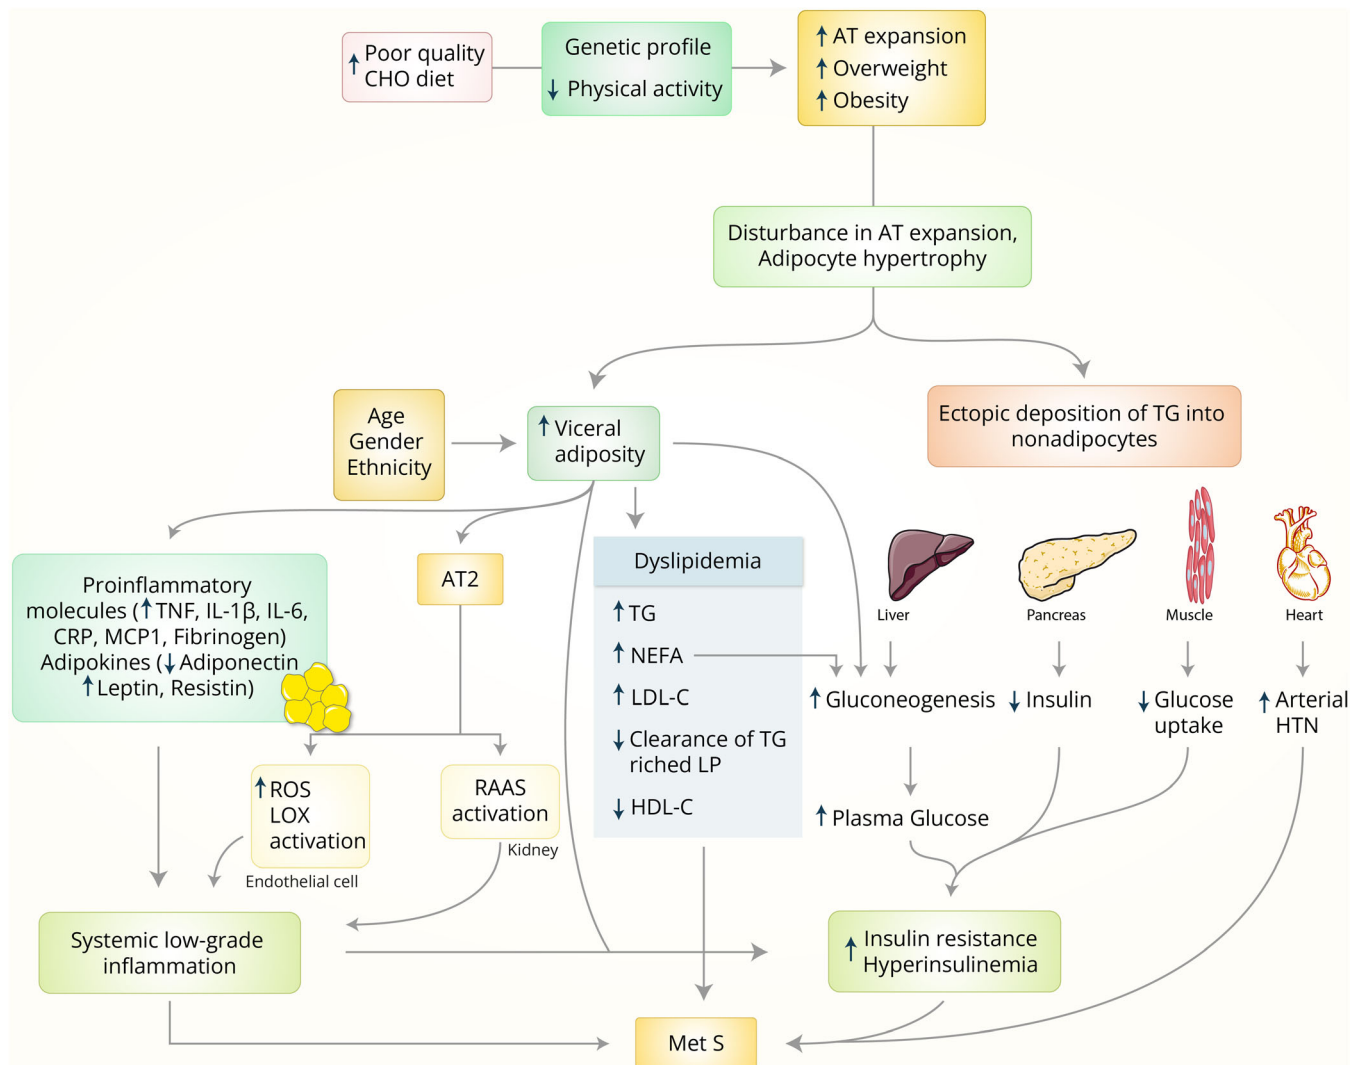 ↑ Poor quality
CHO diet
Genetic profile
↓ Physical activity
↑ AT expansion
↑ Overweight
↑ Obesity
Disturbance in AT expansion,
Adipocyte hypertrophy
Age
Gender
Ethnicity
↑ Viceral
adiposity
Ectopic deposition of TG into
nonadipocytes
Proinflammatory
molecules (↑TNF, IL-1β, IL-6,
CRP, MCP1, Fibrinogen)
Adipokines (↓Adiponectin
↑Leptin, Resistin)
AT2
Dyslipidemia
↑ TG
↑ NEFA
↑ LDL-C
↓ Clearance of TG
riched LP
↓ HDL-C
Liver
Pancreas
Muscle
Heart
↑ Gluconeogenesis
↓ Insulin
↓ Glucose
uptake
↑ Arterial
HTN
↑ Plasma Glucose
↑ ROS
LOX
activation
Endothelial cell
RAAS
activation
Kidney
Systemic low-grade
inflammation
↑ Insulin resistance
Hyperinsulinemia
Met S